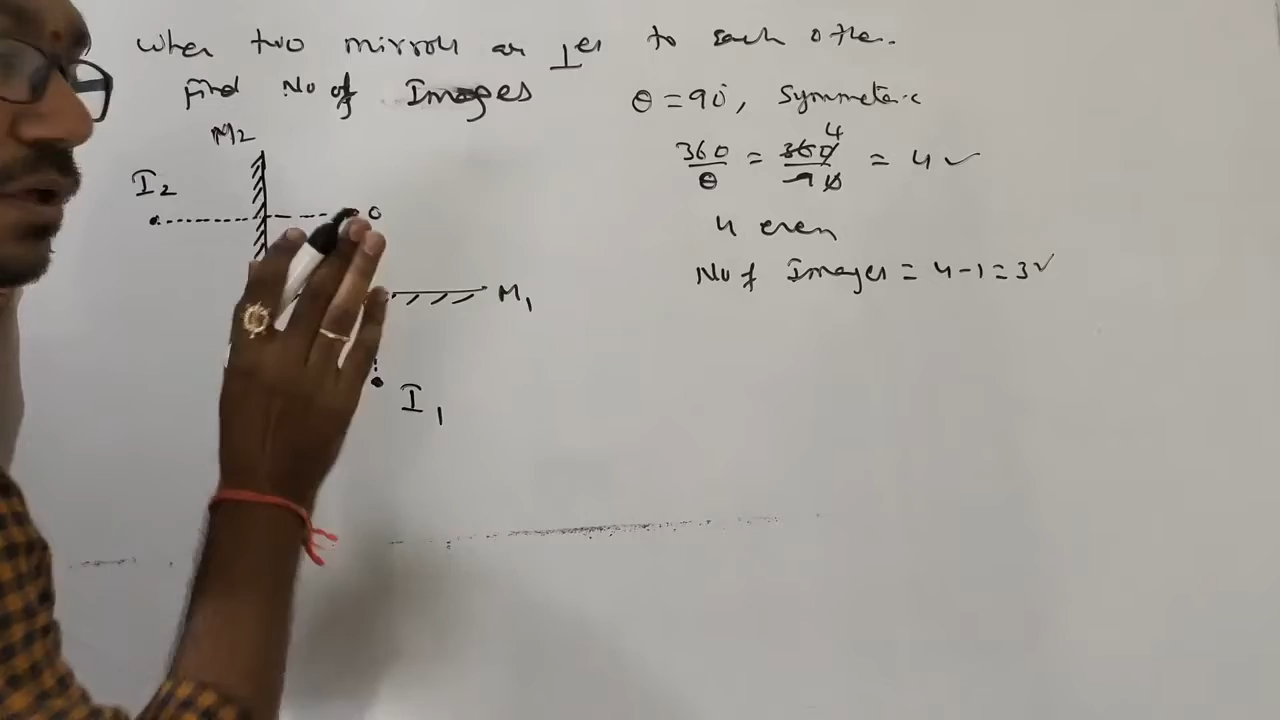 when two mirrors are ⊥er to each other.
Find No of Images
θ = 90°, Symmetric
360/θ = 360/90 4 = 4 ✓
4 even
No of Images = 4-1=3✓
M2
I2
O
M1
I1